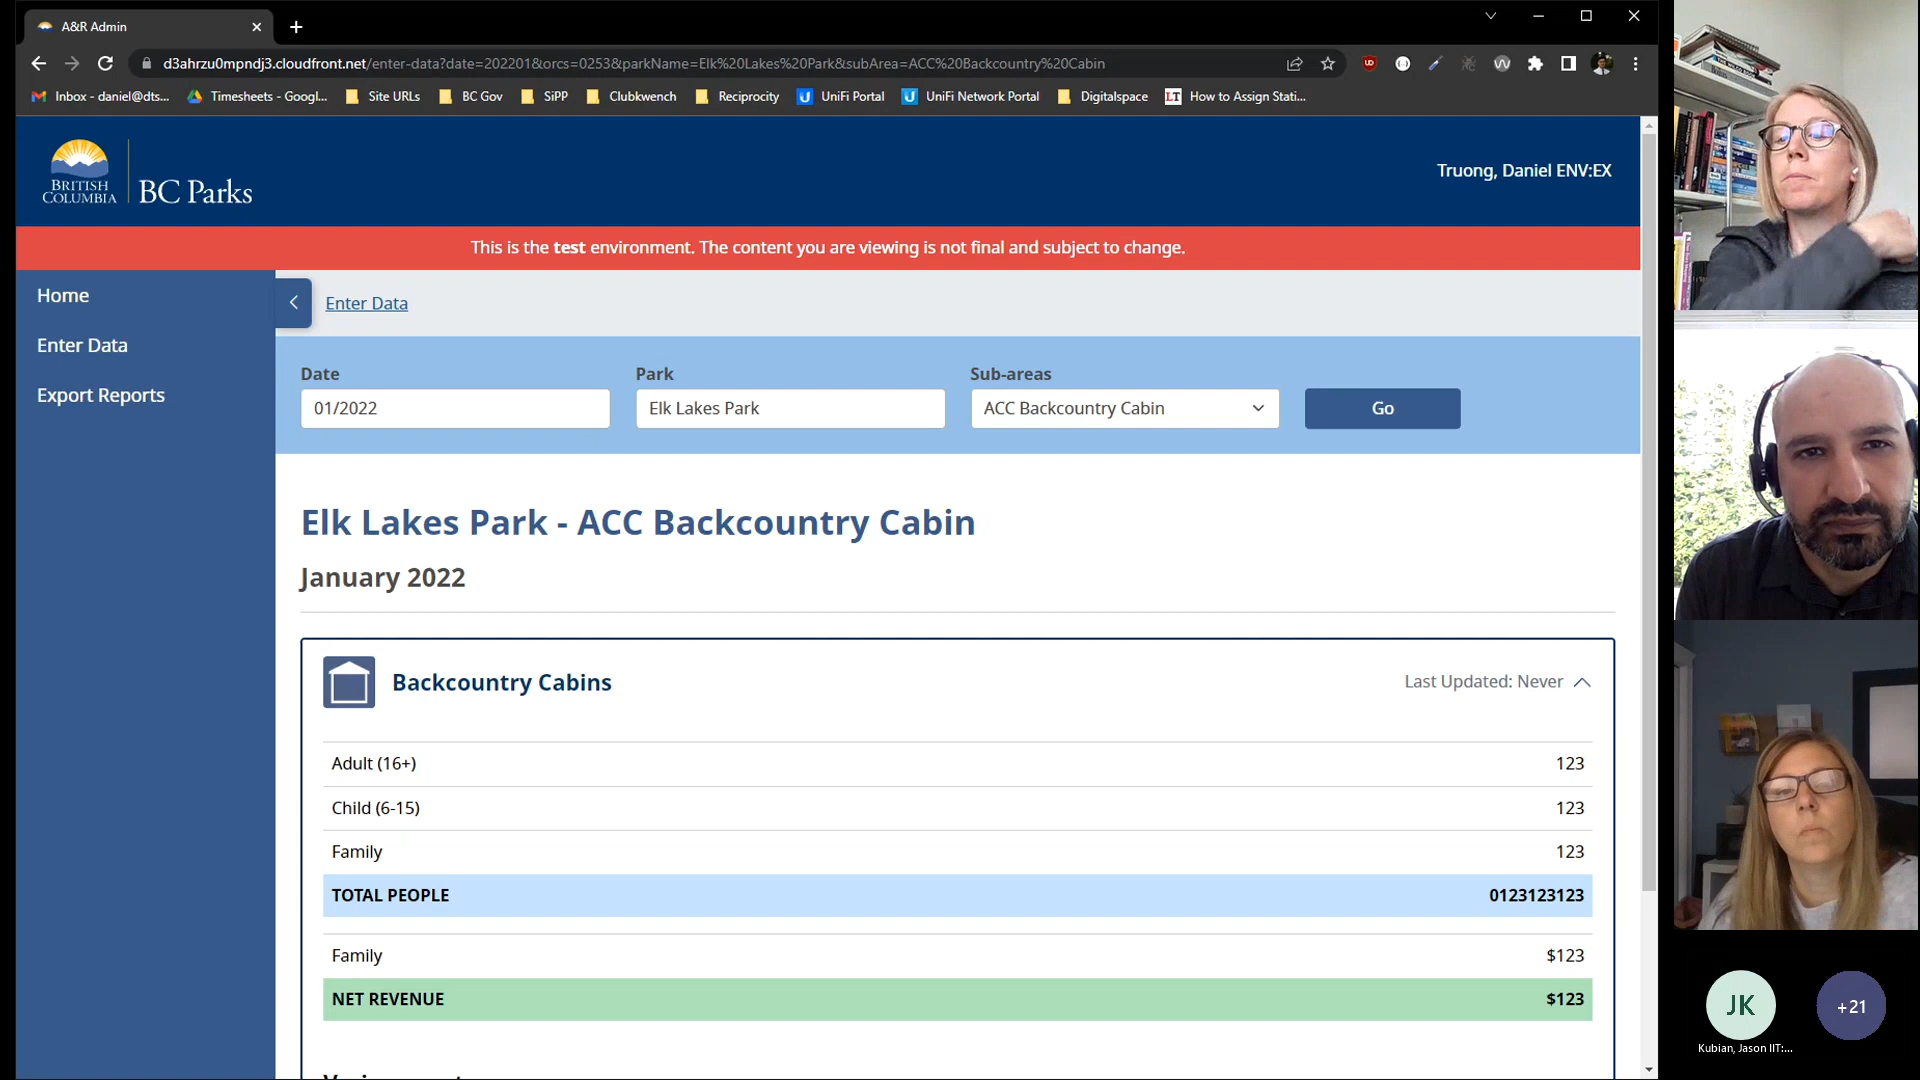 A&R Admin
d3ahrzu0mpndj3.cloudfront.net/enter-data?date=202201&orcs=0253&parkName=Elk%20Lakes%20Park&subArea=ACC%20Backcountry%20Cabin
Inbox - daniel@dts... Timesheets - Googl... Site URLs BC Gov SiPP Clubkwench Reciprocity UniFi Portal UniFi Network Portal Digitalspace LT How to Assign Stati...
BRITISH COLUMBIA BC Parks
Truong, Daniel ENV:EX
This is the test environment. The content you are viewing is not final and subject to change.
Home
Enter Data
Export Reports
Enter Data
Date Park Sub-areas
01/2022 Elk Lakes Park ACC Backcountry Cabin Go
Elk Lakes Park - ACC Backcountry Cabin
January 2022
Backcountry Cabins Last Updated: Never
Adult (16+) 123
Child (6-15) 123
Family 123
TOTAL PEOPLE 0123123123
Family $123
NET REVENUE $123
JK +21
Kubian, Jason IIT:...